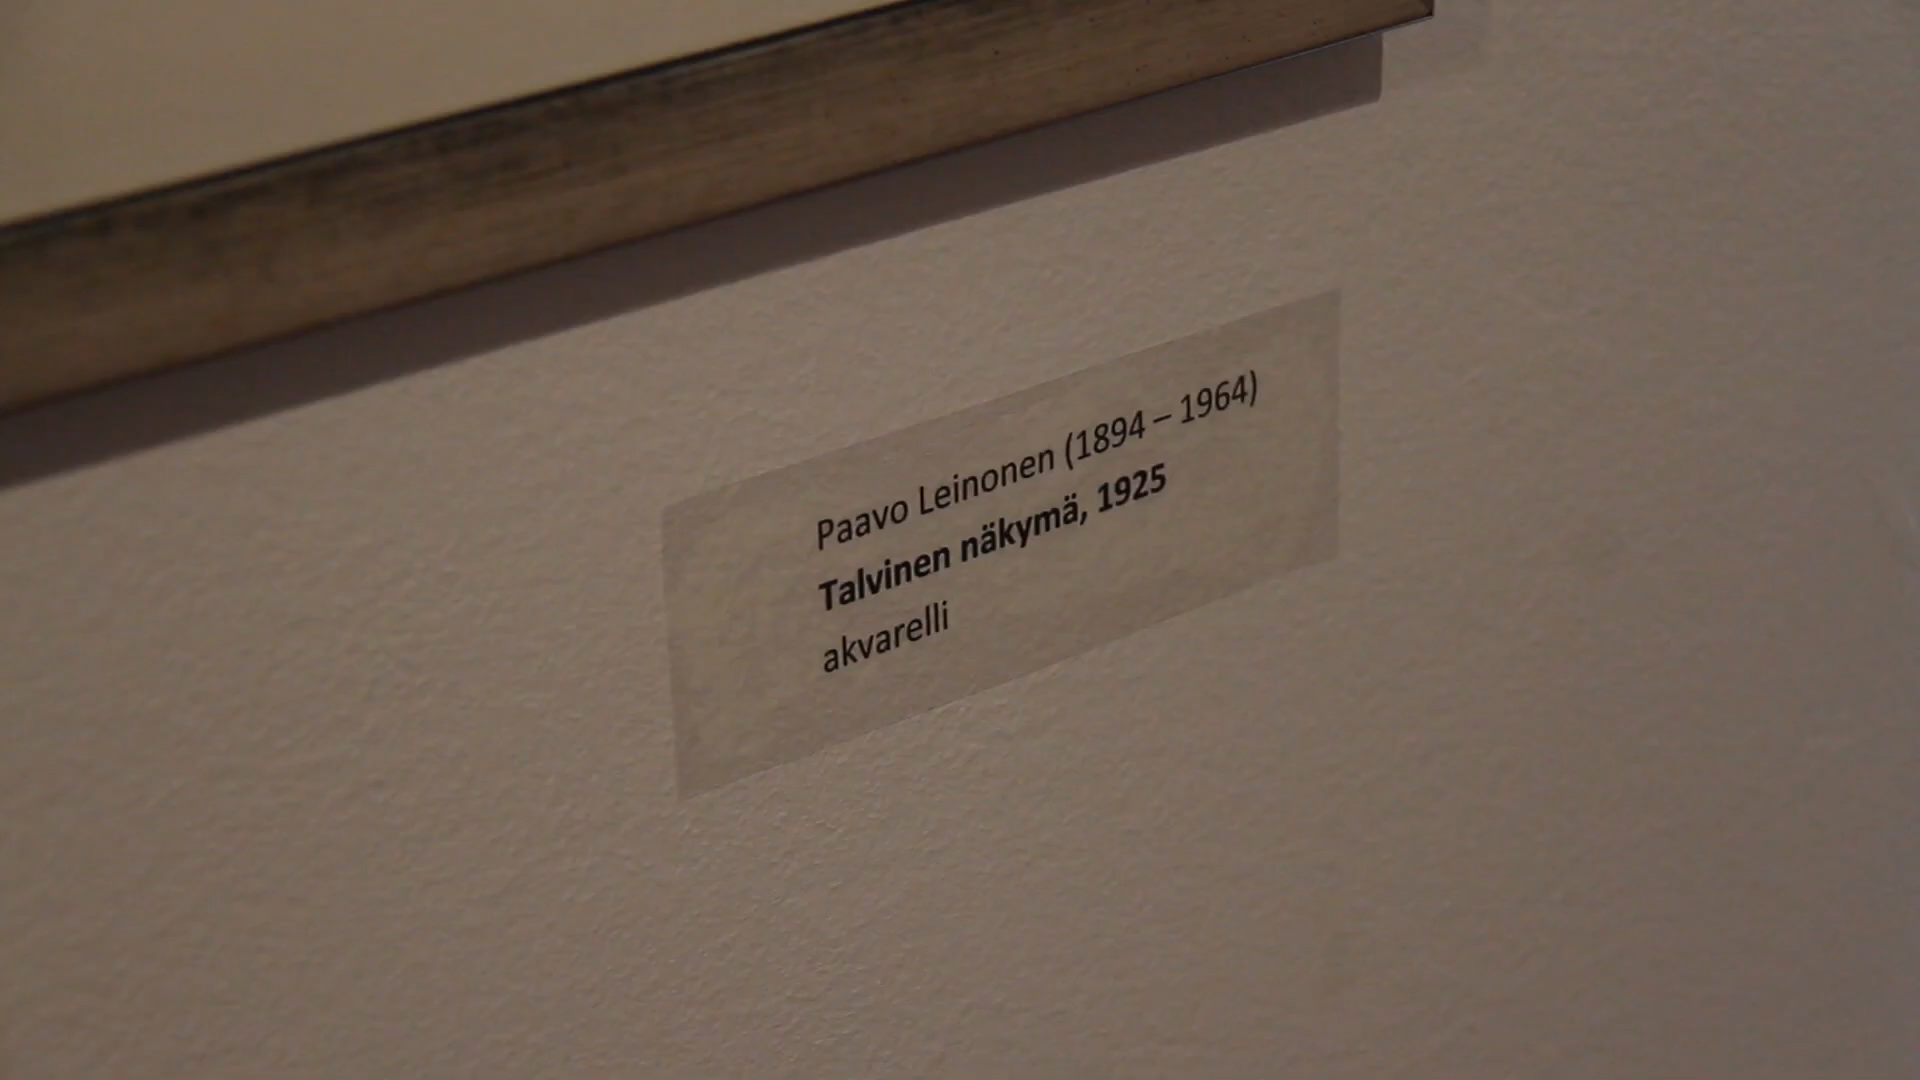 Paavo Leinonen (1894 – 1964)
Talvinen näkymä, 1925
akvarelli